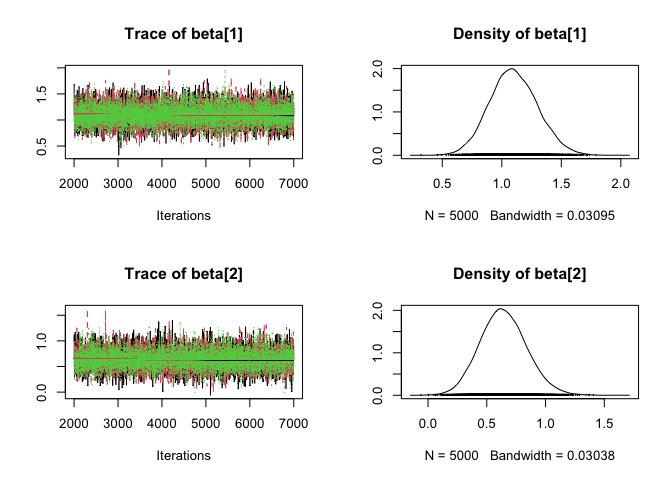 Trace of beta[1]
1.5
0.5
2000 3000 4000 5000 6000 7000
Iterations
Density of beta[1]
2.0
1.0
0.0
0.5 1.0 1.5 2.0
N = 5000 Bandwidth = 0.03095
Trace of beta[2]
1.0
0.0
2000 3000 4000 5000 6000 7000
Iterations
Density of beta[2]
2.0
1.0
0.0
0.0 0.5 1.0 1.5
N = 5000 Bandwidth = 0.03038